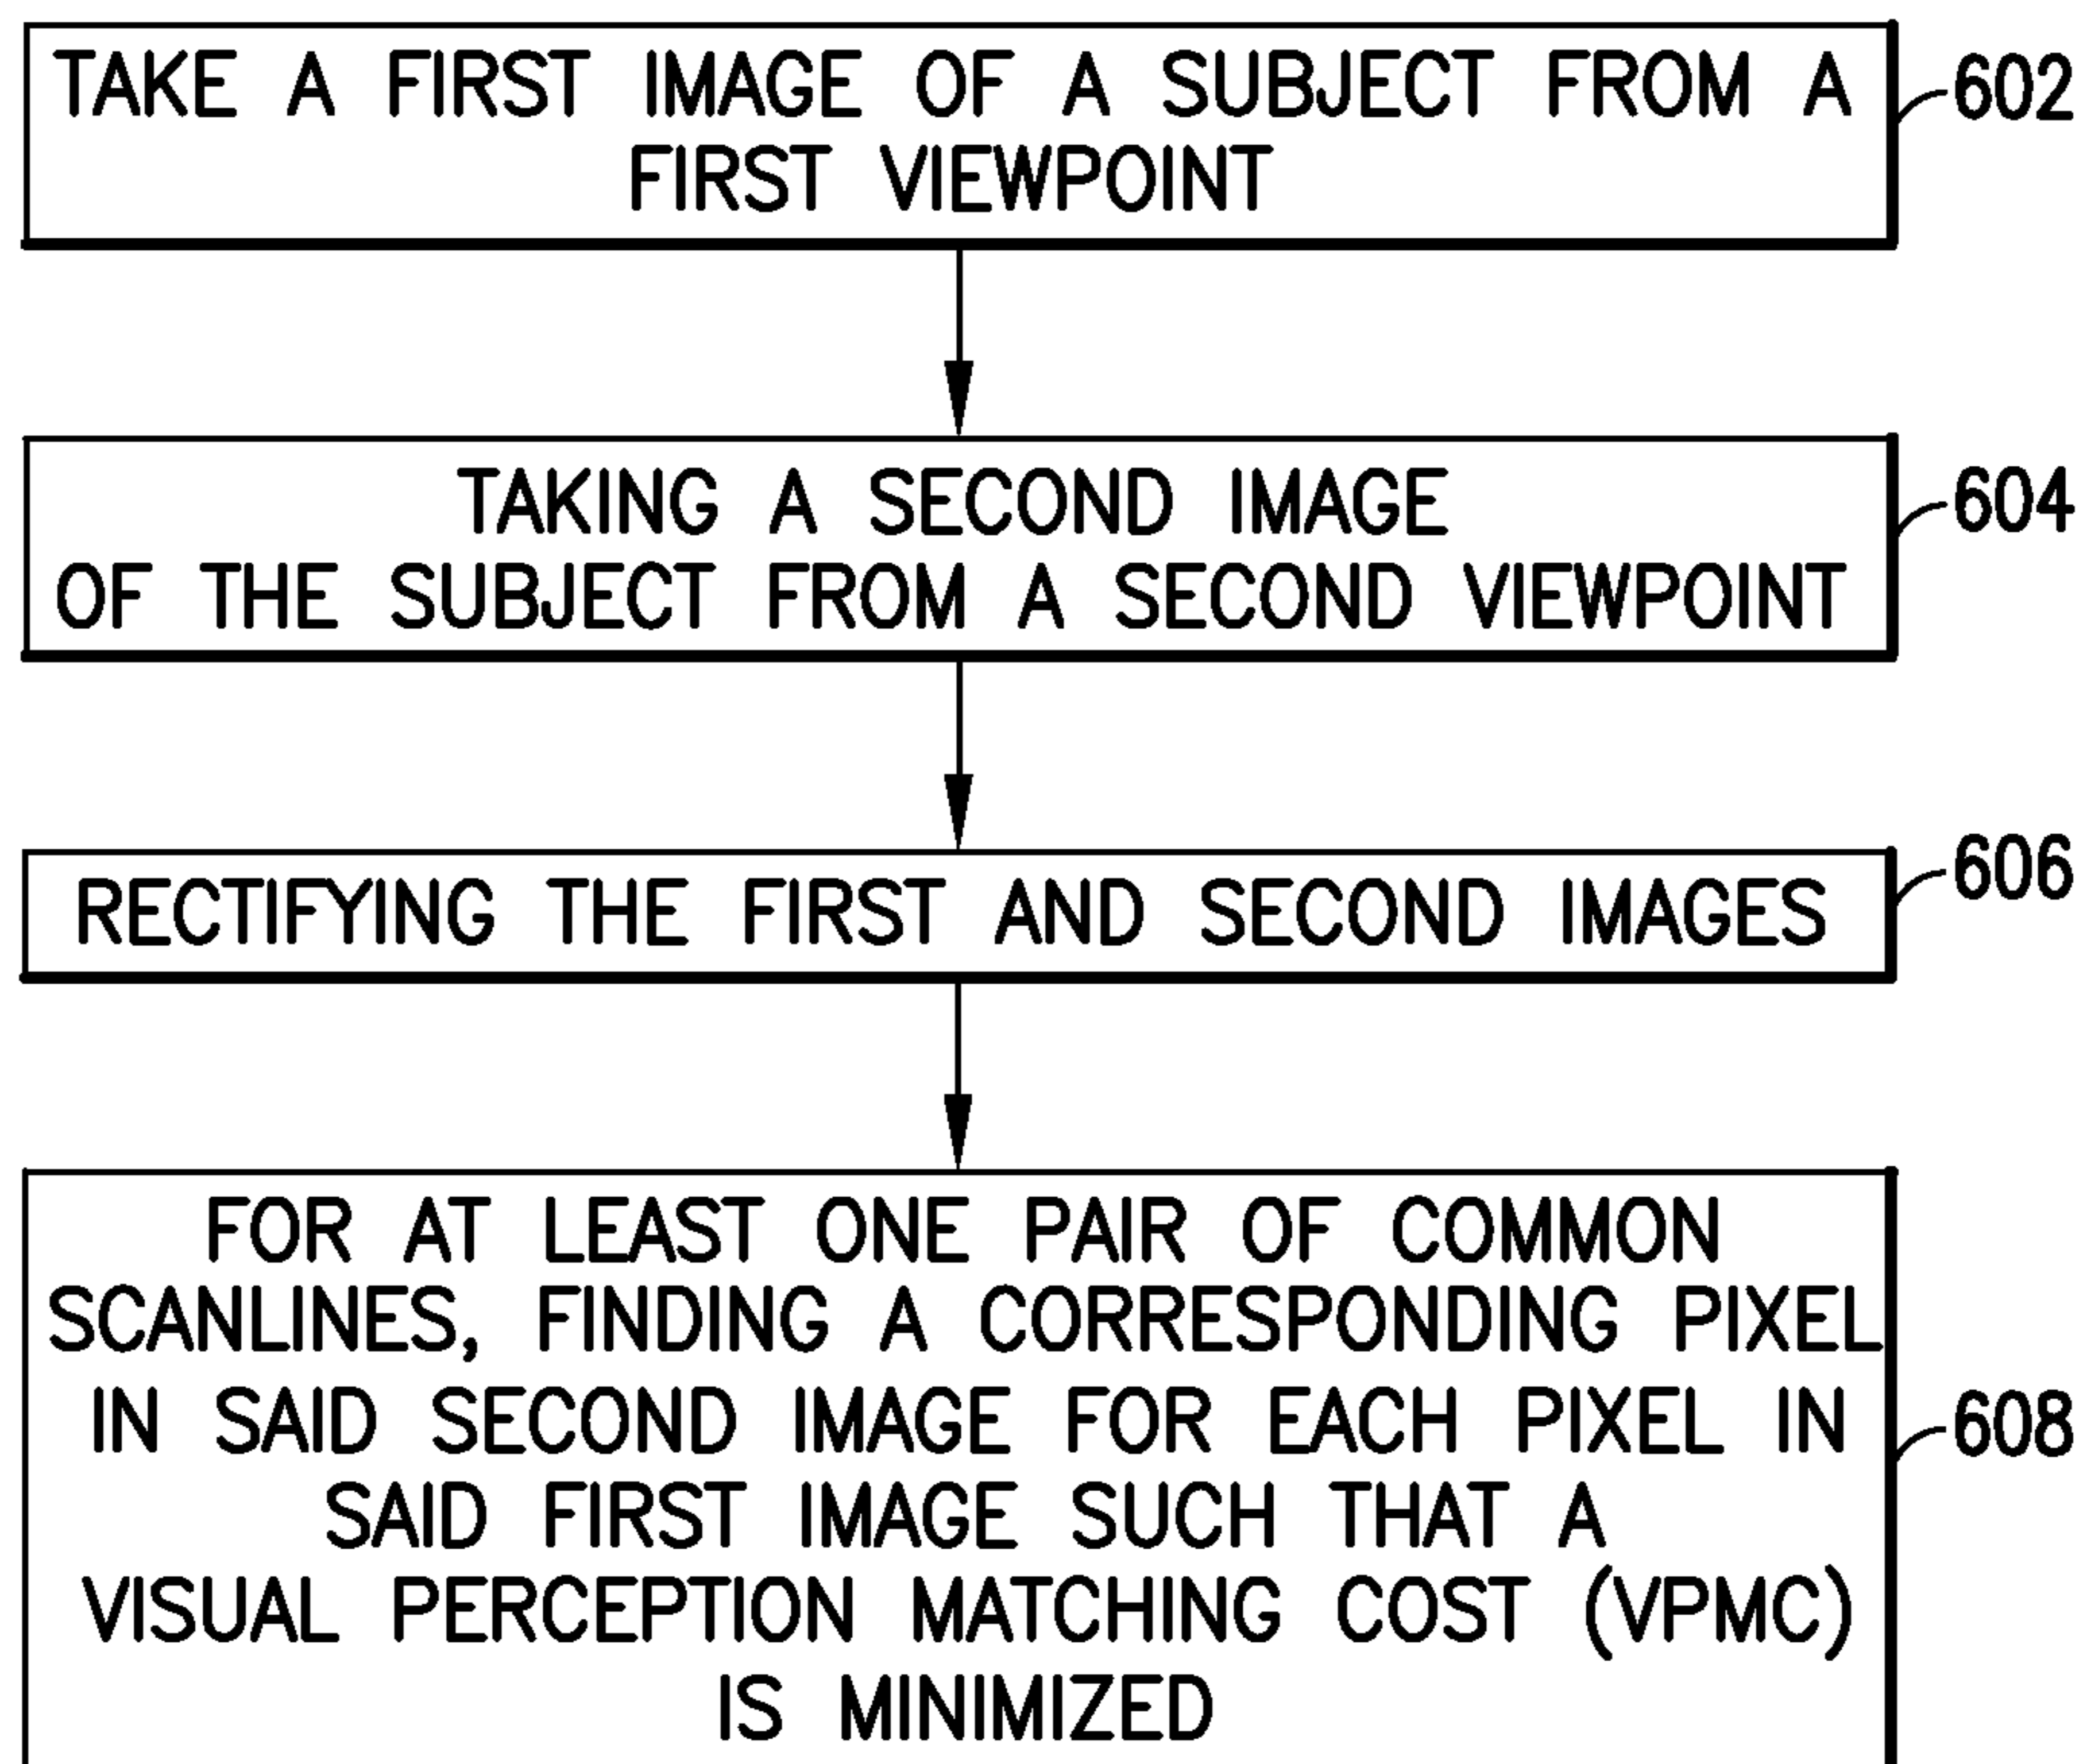 TAKE A FIRST IMAGE OF A SUBJECT FROM A
FIRST VIEWPOINT
602
TAKING A SECOND IMAGE
OF THE SUBJECT FROM A SECOND VIEWPOINT
604
RECTIFYING THE FIRST AND SECOND IMAGES
606
FOR AT LEAST ONE PAIR OF COMMON
SCANLINES, FINDING A CORRESPONDING PIXEL
IN SAID SECOND IMAGE FOR EACH PIXEL IN
SAID FIRST IMAGE SUCH THAT A
VISUAL PERCEPTION MATCHING COST (VPMC)
IS MINIMIZED
608